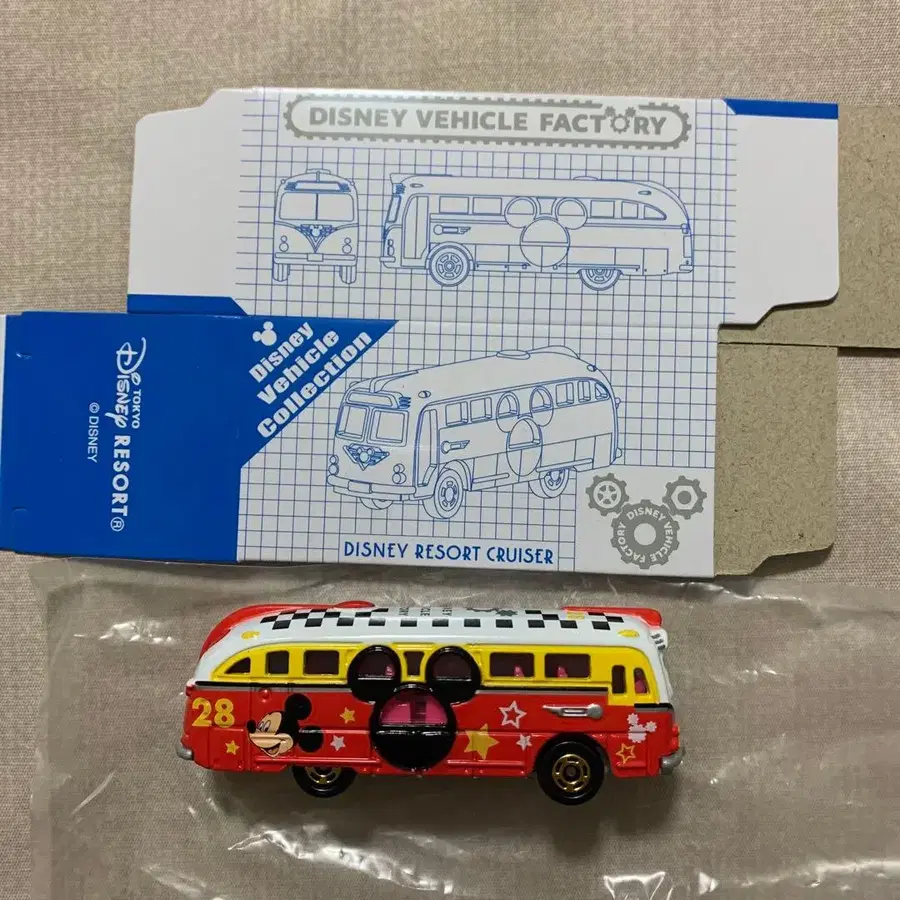 DISNEY VEHICLE FACTORY
Disney
Vehicle
Collection
TOKYO
DISNEY RESORT®
© DISNEY
DISNEY VEHICLE
FACTORY
DISNEY RESORT CRUISER
28